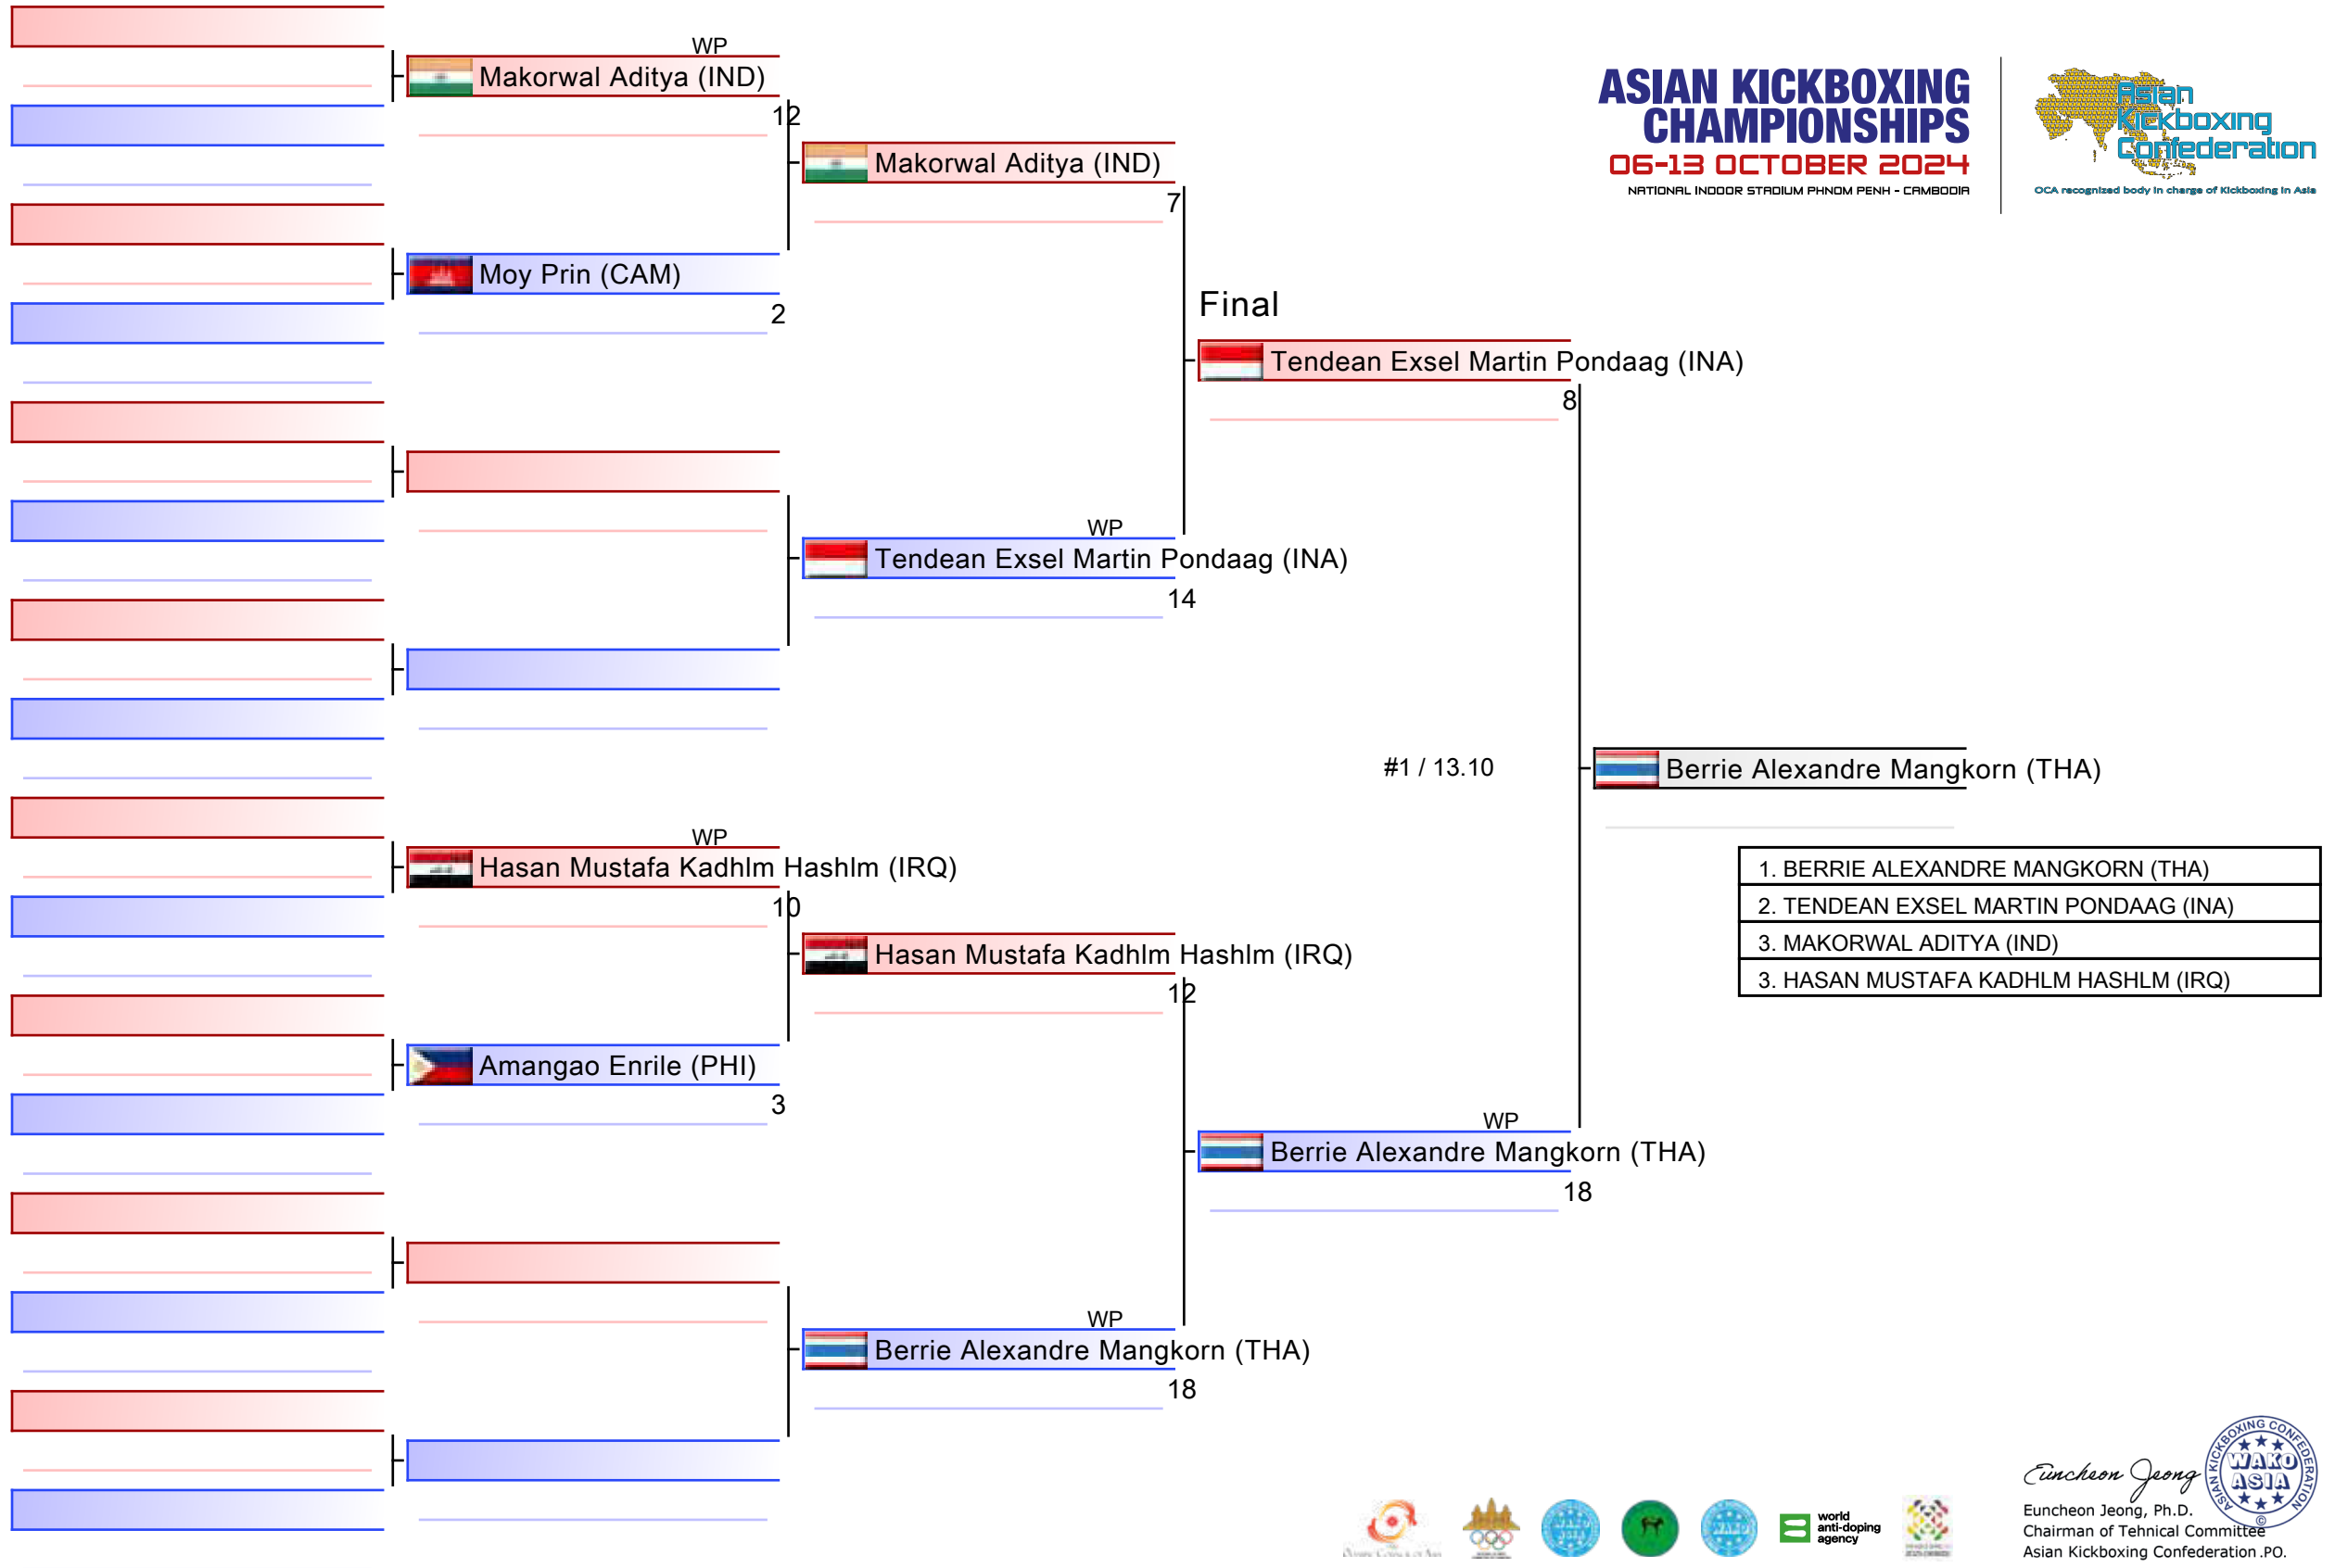 WP
Makorwal Aditya (IND)
12
Makorwal Aditya (IND)
7
Moy Prin (CAM)
2
Final
Tendean Exsel Martin Pondaag (INA)
8
WP
Tendean Exsel Martin Pondaag (INA)
14
#1 / 13.10
Berrie Alexandre Mangkorn (THA)
WP
Hasan Mustafa Kadhlm Hashlm (IRQ)
10
Hasan Mustafa Kadhlm Hashlm (IRQ)
12
Amangao Enrile (PHI)
3
WP
Berrie Alexandre Mangkorn (THA)
18
WP
Berrie Alexandre Mangkorn (THA)
18
ASIAN KICKBOXING
CHAMPIONSHIPS
06-13 OCTOBER 2024
NATIONAL INDOOR STADIUM PHNOM PENH - CAMBODIA
Asian
Kickboxing
Confederation
OCA recognized body in charge of Kickboxing in Asia
1. BERRIE ALEXANDRE MANGKORN (THA)
2. TENDEAN EXSEL MARTIN PONDAAG (INA)
3. MAKORWAL ADITYA (IND)
3. HASAN MUSTAFA KADHLM HASHLM (IRQ)
world
anti-doping
agency
Euncheon Jeong
ASIAN KICKBOXING CONFEDERATION
WAKO
ASIA
©
Euncheon Jeong, Ph.D.
Chairman of Tehnical Committee
Asian Kickboxing Confederation.PO.